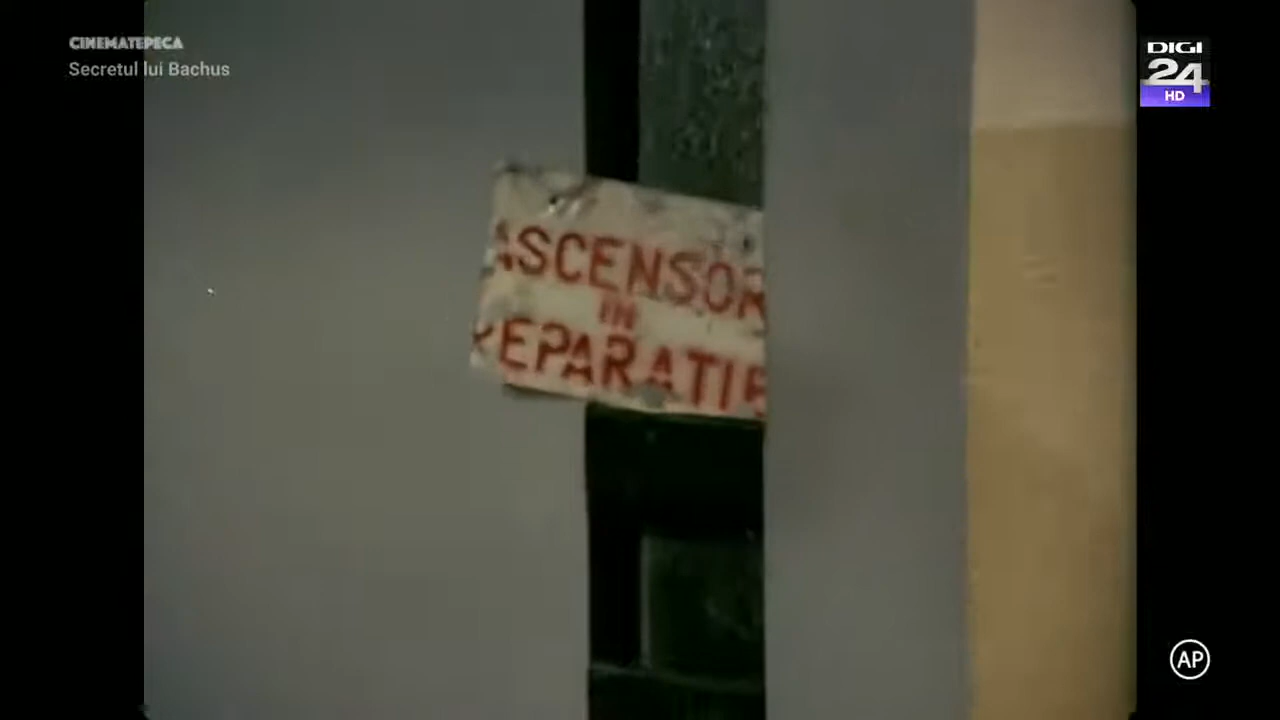 CINEMATEPECA
Secretul lui Bachus
DIGI
24
HD
ASCENSOR
IN
REPARATIE
AP